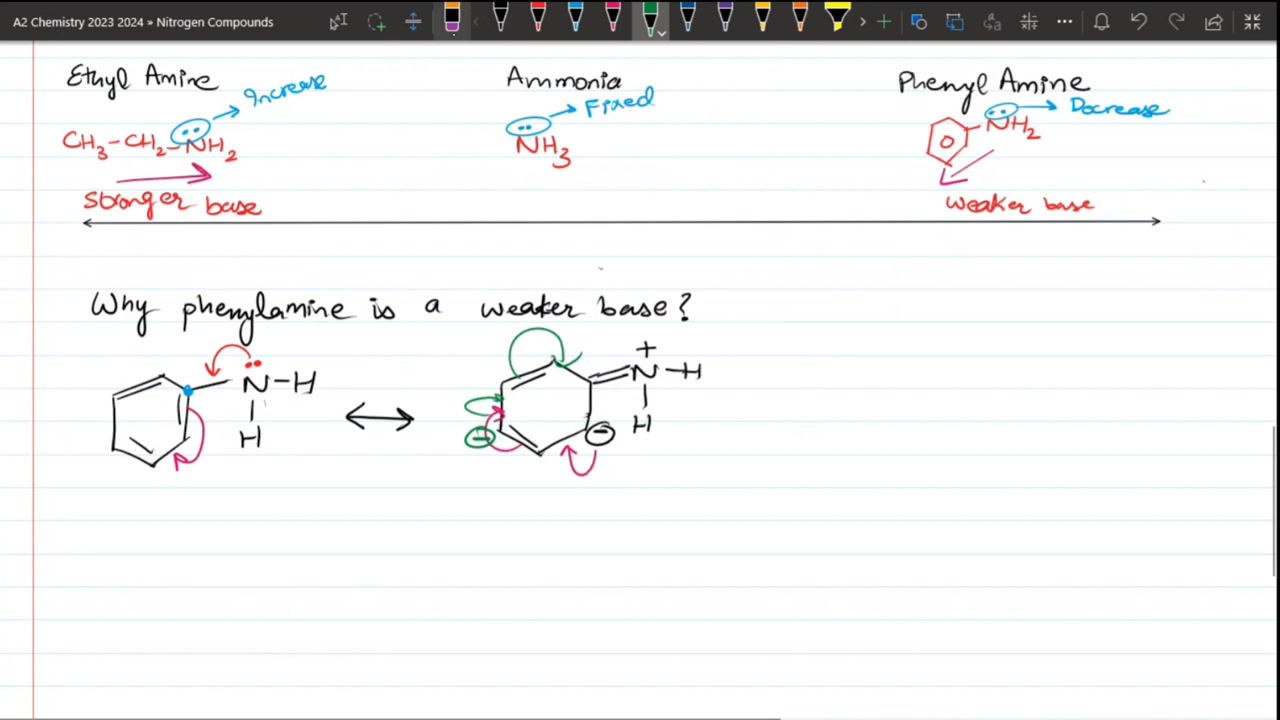 A2 Chemistry 2023 2024 » Nitrogen Compounds
Ethyl Amine Ammonia Phenyl Amine
Increase Fixed Decrease
CH3-CH2-NH2 NH3 NH2
stronger base weaker base
Why phenylamine is a weaker base?
N-H
H
+
N-H
H